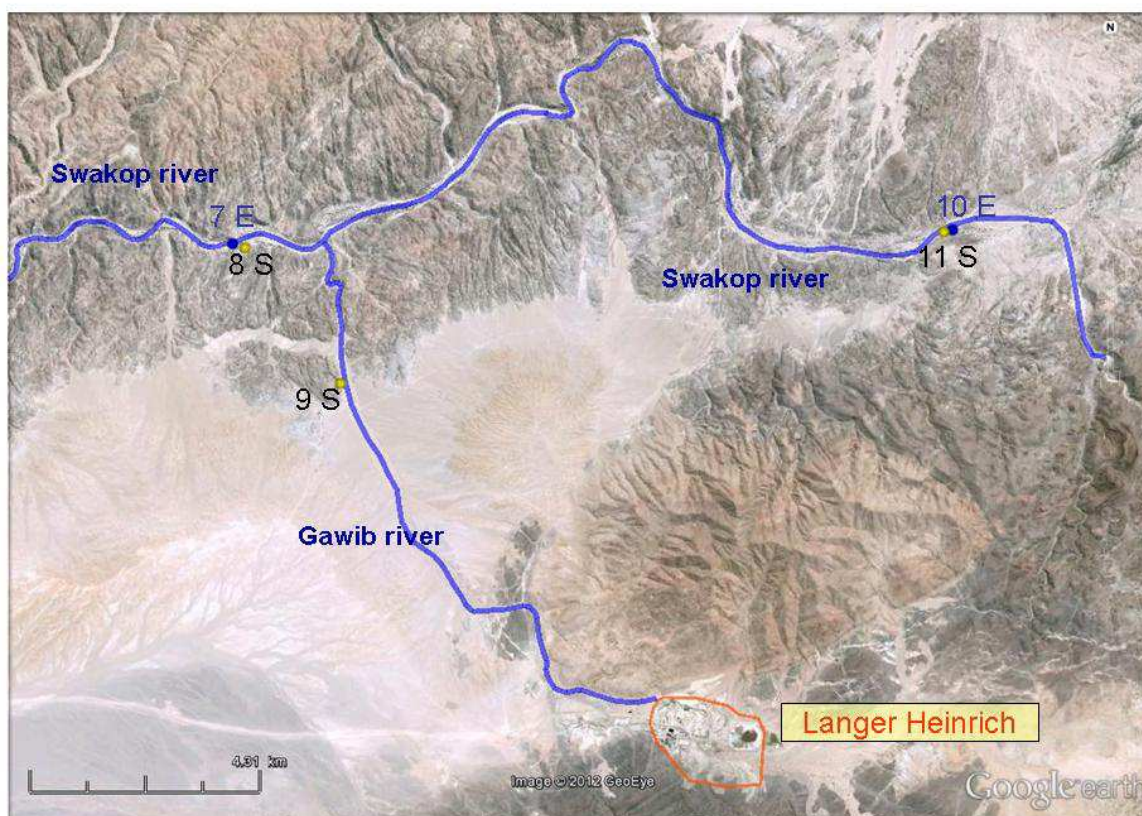 N
Swakop river
7 E
8 S
10 E
11 S
Swakop river
9 S
Gawib river
Langer Heinrich
4.31 km
Image © 2012 GeoEye
Google earth